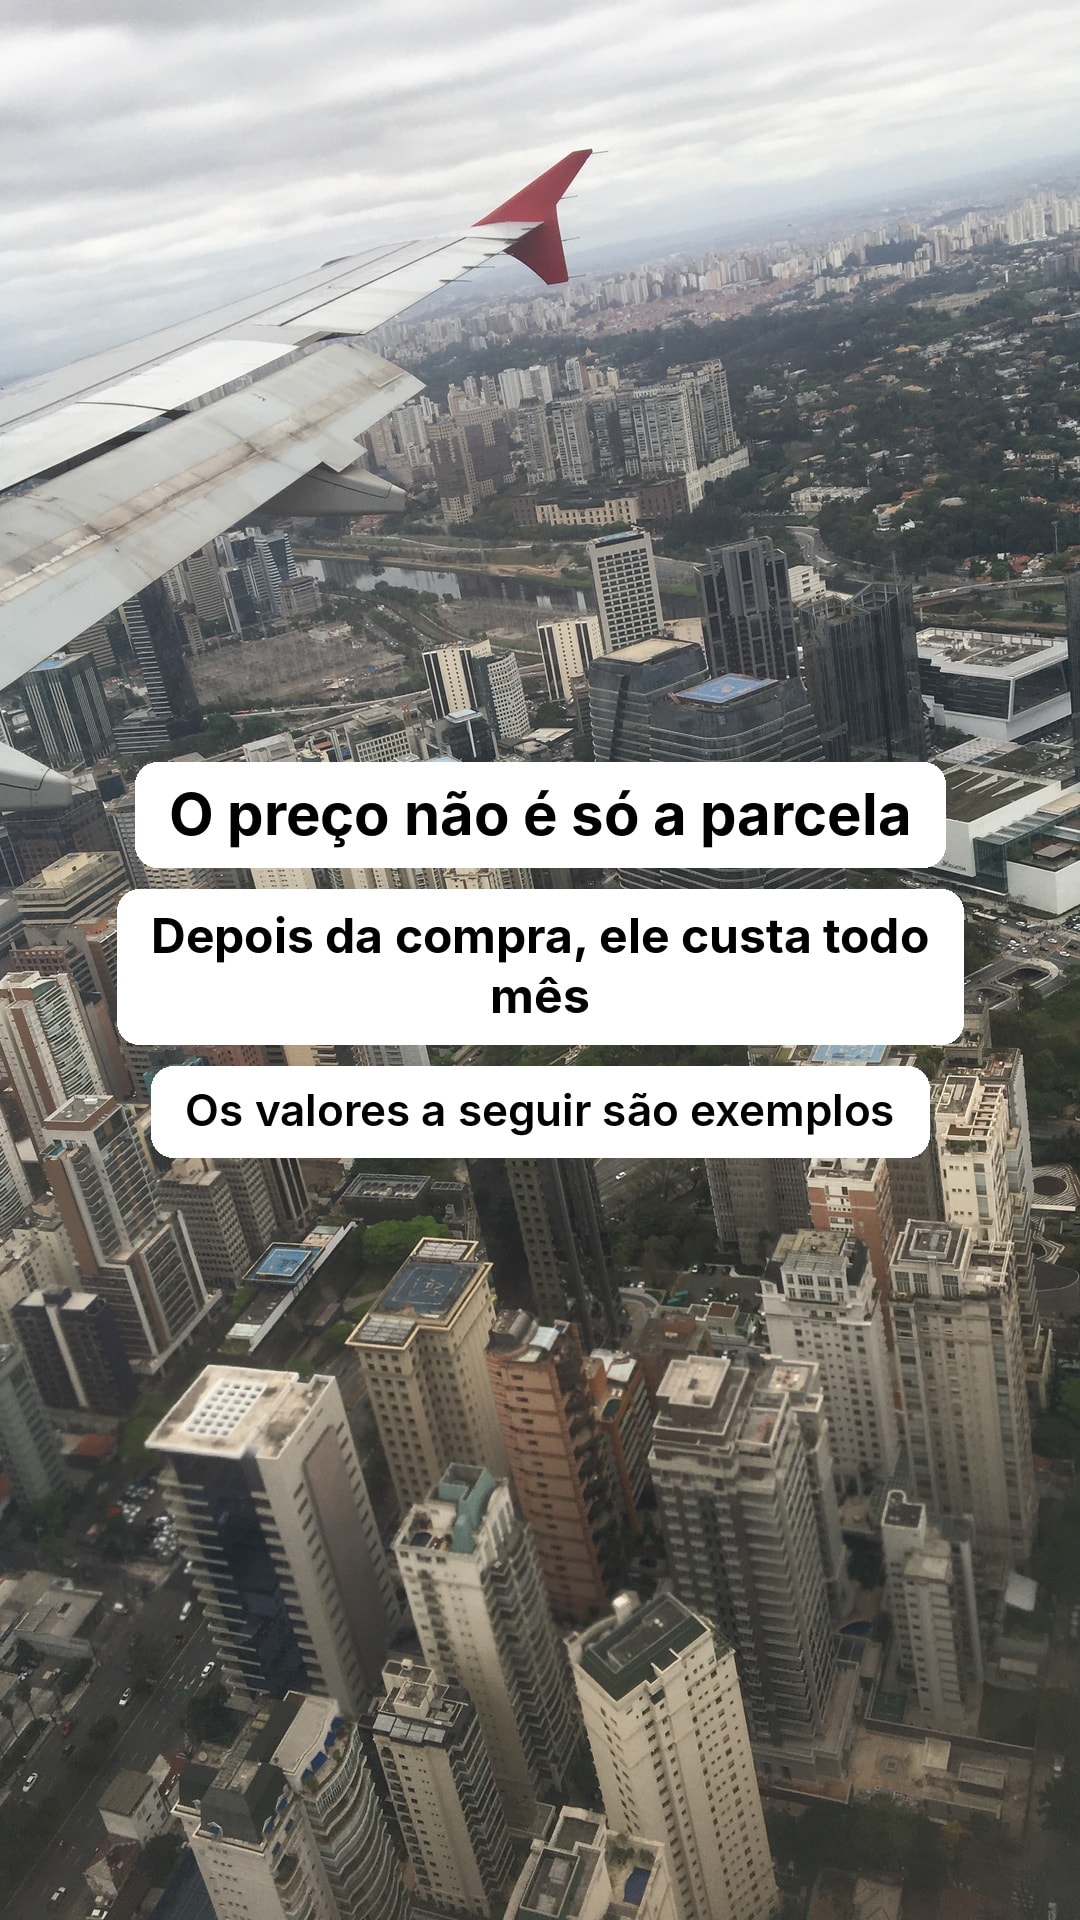 O preço não é só a parcela
Depois da compra, ele custa todo
mês
Os valores a seguir são exemplos